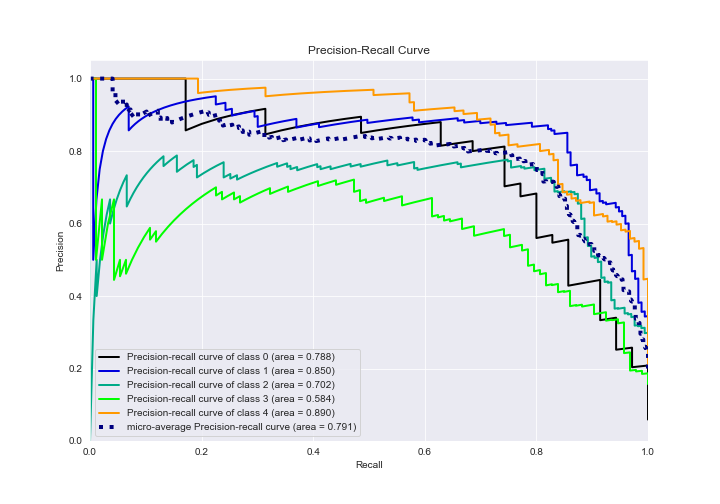 Precision-Recall Curve
1.0
0.8
0.6
0.4
0.2
0.0
Precision
Precision-recall curve of class 0 (area = 0.788)
Precision-recall curve of class 1 (area = 0.850)
Precision-recall curve of class 2 (area = 0.702)
Precision-recall curve of class 3 (area = 0.584)
Precision-recall curve of class 4 (area = 0.890)
micro-average Precision-recall curve (area = 0.791)
0.0 0.2 0.4 0.6 0.8 1.0
Recall